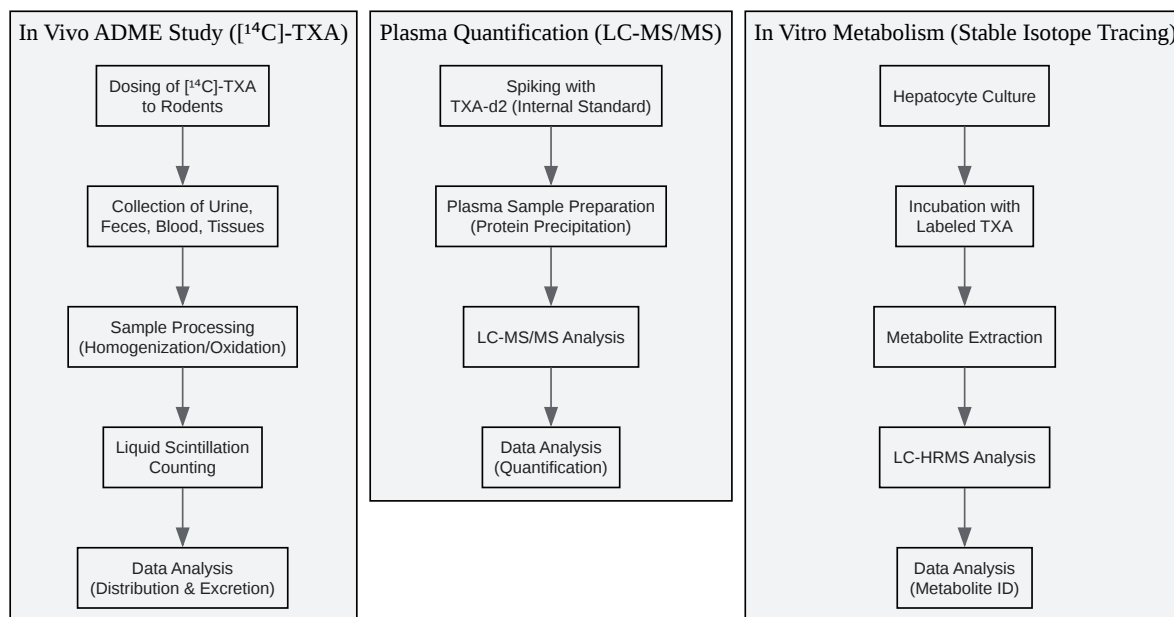 In Vivo ADME Study ([¹⁴C]-TXA)
Dosing of [¹⁴C]-TXA
to Rodents
Collection of Urine,
Feces, Blood, Tissues
Sample Processing
(Homogenization/Oxidation)
Liquid Scintillation
Counting
Data Analysis
(Distribution & Excretion)
Plasma Quantification (LC-MS/MS)
Spiking with
TXA-d2 (Internal Standard)
Plasma Sample Preparation
(Protein Precipitation)
LC-MS/MS Analysis
Data Analysis
(Quantification)
In Vitro Metabolism (Stable Isotope Tracing)
Hepatocyte Culture
Incubation with
Labeled TXA
Metabolite Extraction
LC-HRMS Analysis
Data Analysis
(Metabolite ID)